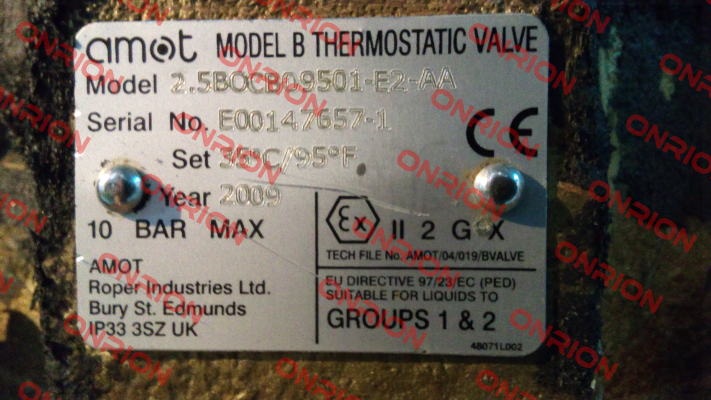 amot MODEL B THERMOSTATIC VALVE
Model 2.5BOCB09501-E2-AA
Serial No. E00147657-1
CE
Set 35°C/95°F
Year 2009
10 BAR MAX
Ex II 2 G X
TECH FILE No. AMOT/04/019/BVALVE
AMOT
Roper Industries Ltd.
Bury St. Edmunds
IP33 3SZ UK
EU DIRECTIVE 97/23/EC (PED)
SUITABLE FOR LIQUIDS TO
GROUPS 1 & 2
48071L002
ONRION